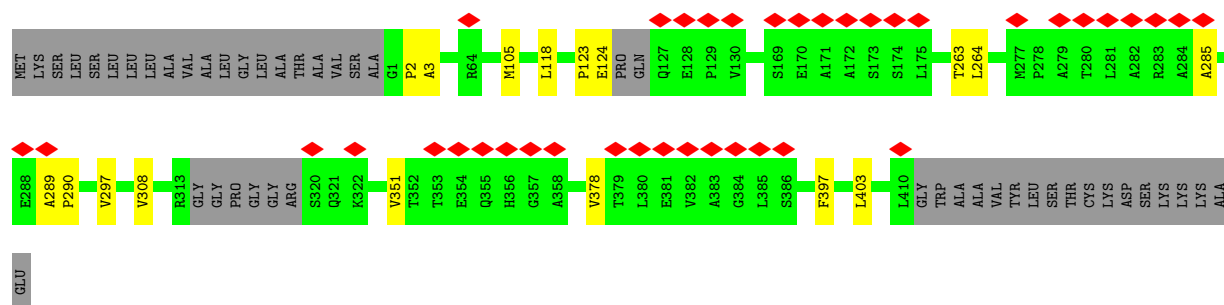 MET LYS SER LEU SER LEU LEU LEU ALA VAL ALA LEU GLY LEU ALA THR ALA VAL SER ALA G1 P2 A3 R64 M105 L118 P123 E124 PRO GLN Q127 E128 P129 V130 S169 E170 A171 A172 S173 S174 L175 T263 L264 M277 P278 A279 T280 L281 A282 R283 A284 A285
E288 A289 P290 V297 V308 R313 GLY GLY PRO GLY GLY ARG S320 Q321 K322 V351 T352 T353 E354 Q355 H356 G357 A358 V378 T379 L380 E381 V382 A383 G384 L385 S386 F397 L403 L410 GLY TRP ALA ALA VAL TYR LEU SER THR CYS LYS ASP SER LYS LYS LYS ALA
GLU